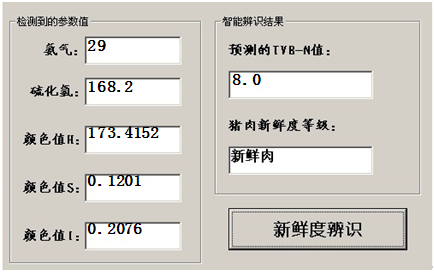 检测到的参数值
氨气：29
硫化氢：168.2
颜色值H：173.4152
颜色值S：0.1201
颜色值I：0.2076
智能辨识结果
预测的TVB-N值：
8.0
猪肉新鲜度等级：
新鲜肉
新鲜度辨识